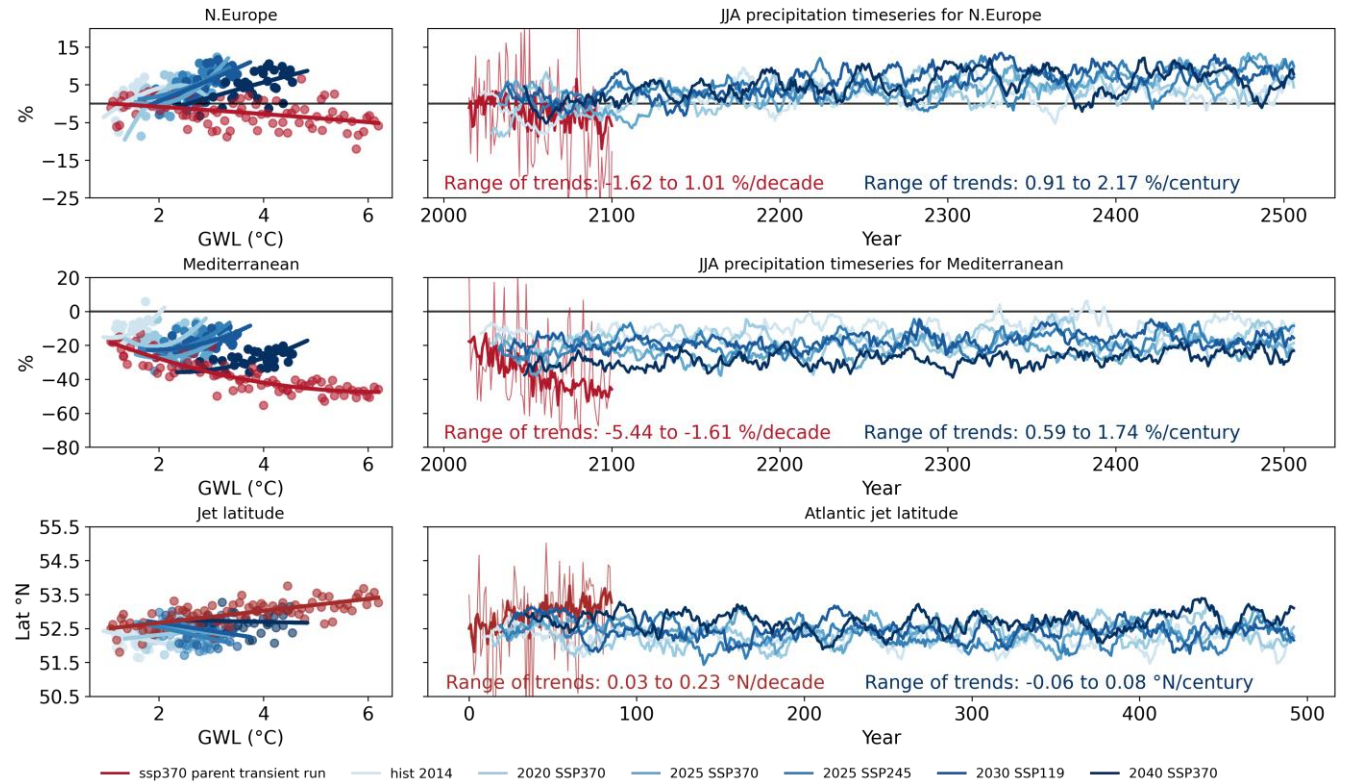 N.Europe
JJA precipitation timeseries for N.Europe
15
5
−5
−15
−25
%
2
4
6
GWL (°C)
Range of trends: -1.62 to 1.01 %/decade
Range of trends: 0.91 to 2.17 %/century
2000
2100
2200
2300
2400
2500
Year
Mediterranean
JJA precipitation timeseries for Mediterranean
20
0
−20
−40
−60
−80
%
2
4
6
GWL (°C)
Range of trends: -5.44 to -1.61 %/decade
Range of trends: 0.59 to 1.74 %/century
2000
2100
2200
2300
2400
2500
Year
Jet latitude
Atlantic jet latitude
55.5
54.5
53.5
52.5
51.5
50.5
Lat °N
2
4
6
GWL (°C)
Range of trends: 0.03 to 0.23 °N/decade
Range of trends: -0.06 to 0.08 °N/century
0
100
200
300
400
500
Year
ssp370 parent transient run
hist 2014
2020 SSP370
2025 SSP370
2025 SSP245
2030 SSP119
2040 SSP370